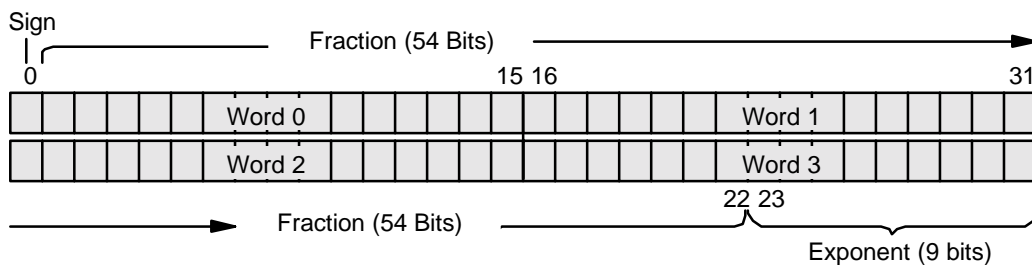 Sign
Fraction (54 Bits)
0 15 16 31
Word 0 Word 1
Word 2 Word 3
22 23
Fraction (54 Bits)
Exponent (9 bits)